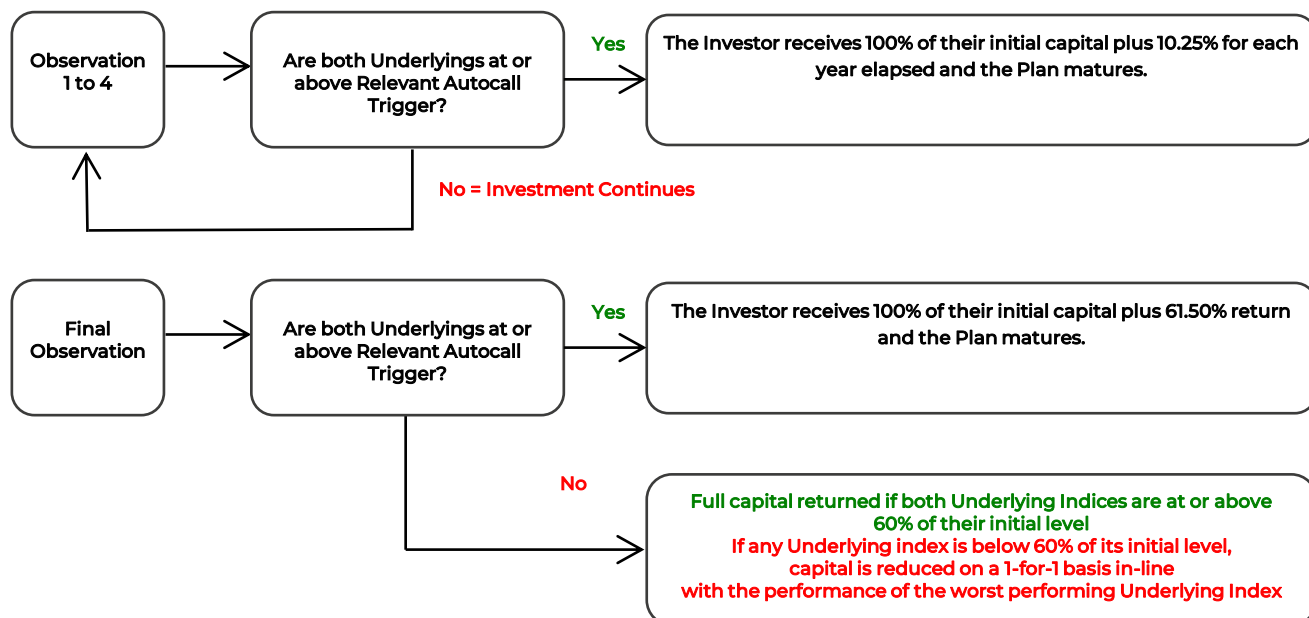 Observation
1 to 4
Are both Underlyings at or
above Relevant Autocall
Trigger?
Yes
The Investor receives 100% of their initial capital plus 10.25% for each
year elapsed and the Plan matures.
No = Investment Continues
Final
Observation
Are both Underlyings at or
above Relevant Autocall
Trigger?
Yes
The Investor receives 100% of their initial capital plus 61.50% return
and the Plan matures.
No
Full capital returned if both Underlying Indices are at or above
60% of their initial level
If any Underlying index is below 60% of its initial level,
capital is reduced on a 1-for-1 basis in-line
with the performance of the worst performing Underlying Index